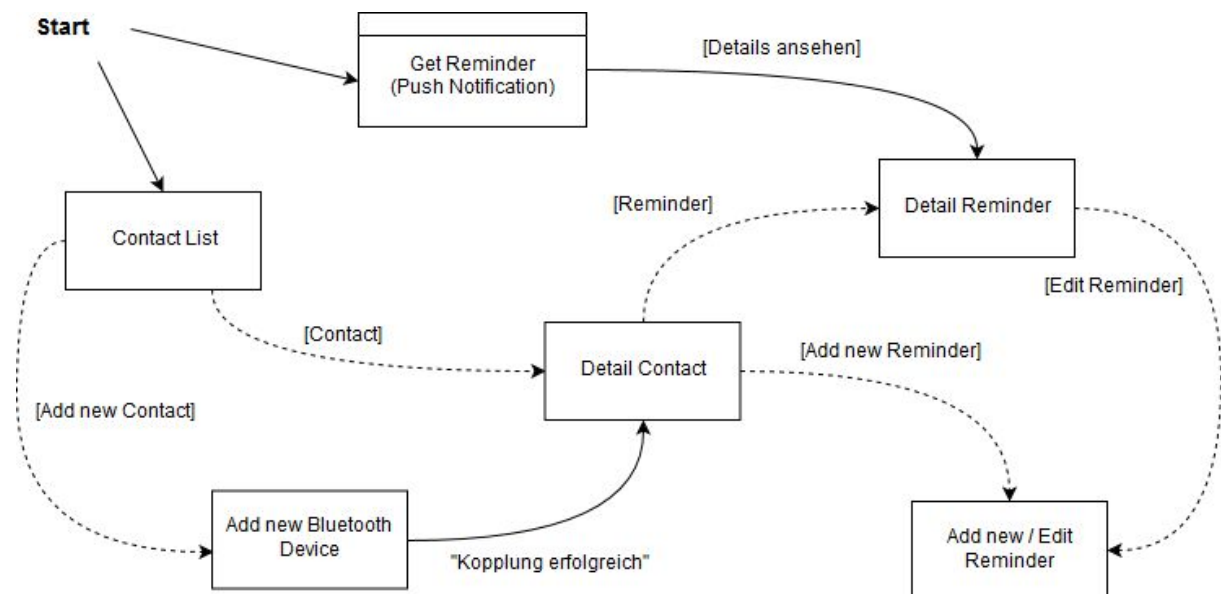 Start
Get Reminder
(Push Notification)
[Details ansehen]
Detail Reminder
[Reminder]
Contact List
[Edit Reminder]
[Contact]
[Add new Reminder]
Detail Contact
[Add new Contact]
Add new Bluetooth
Device
"Kopplung erfolgreich"
Add new / Edit
Reminder